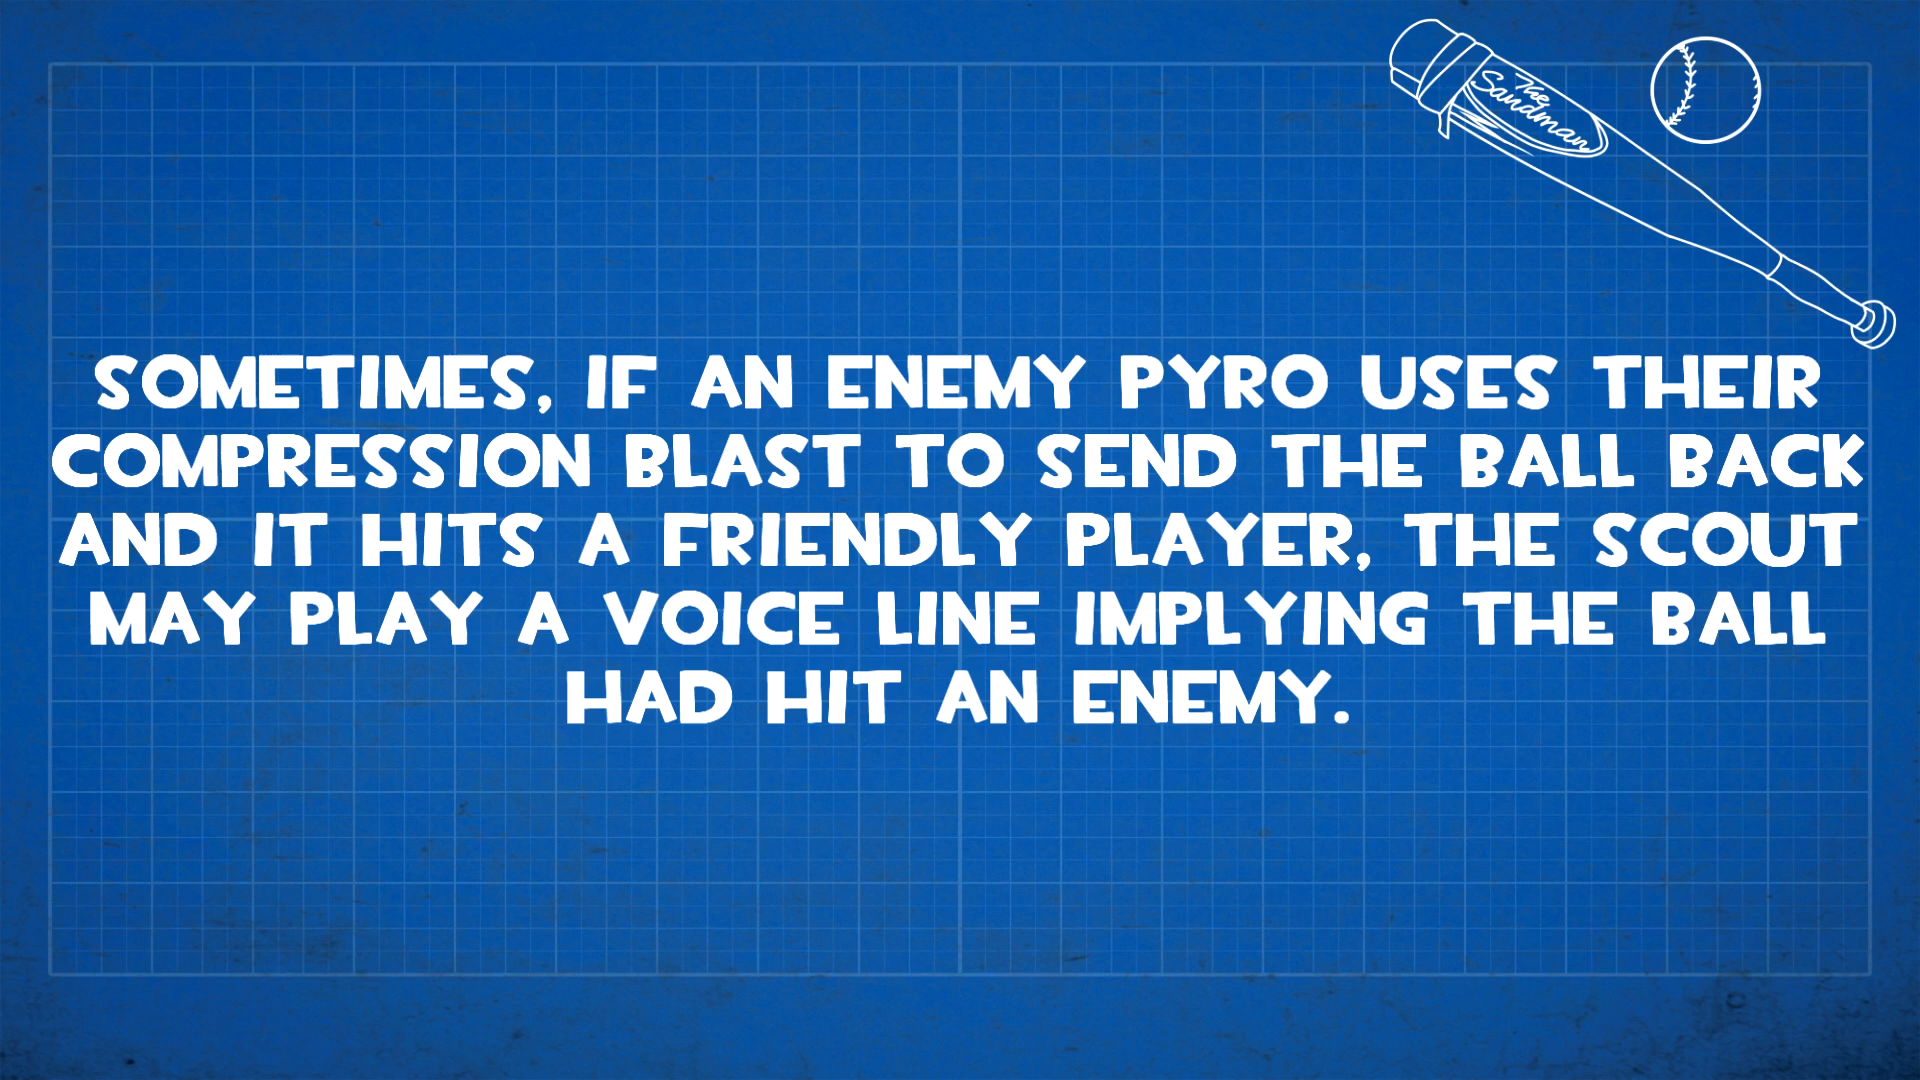 The
Sandman
SOMETIMES, IF AN ENEMY PYRO USES THEIR
COMPRESSION BLAST TO SEND THE BALL BACK
AND IT HITS A FRIENDLY PLAYER, THE SCOUT
MAY PLAY A VOICE LINE IMPLYING THE BALL
HAD HIT AN ENEMY.